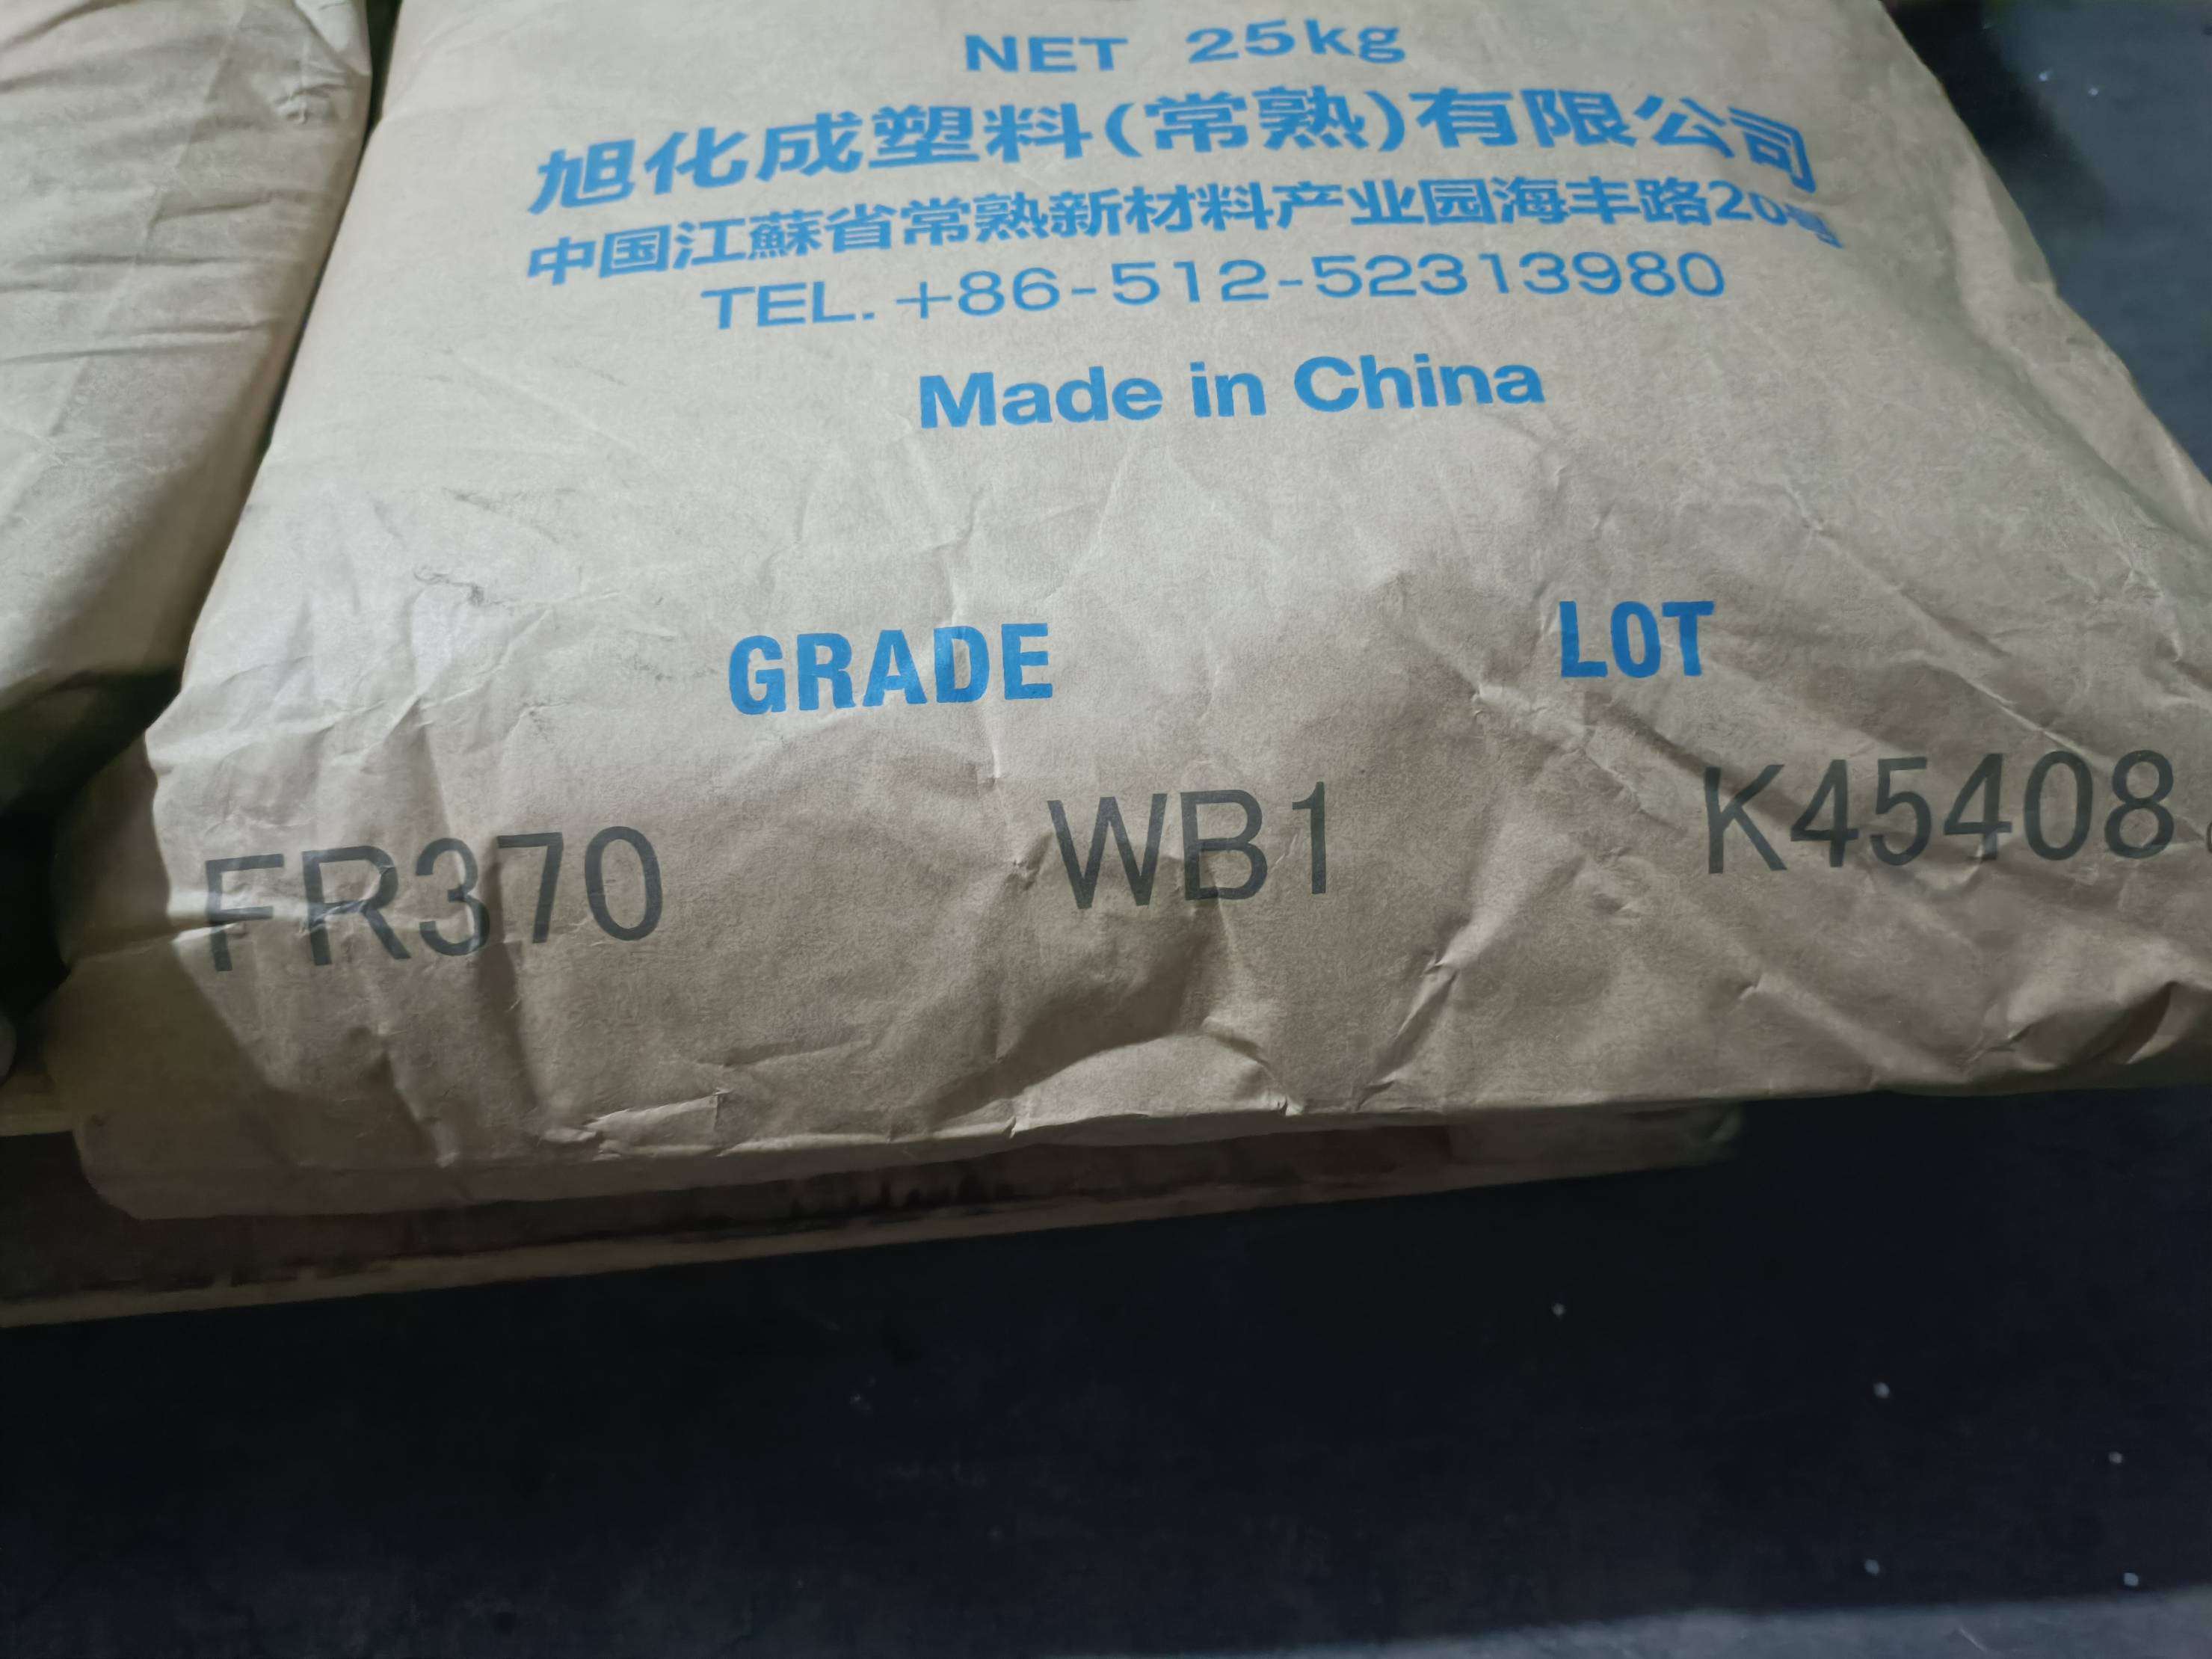 NET 25kg
旭化成塑料(常熟)有限公司
中国江蘇省常熟新材料产业园海丰路20号
TEL. +86-512-52313980
Made in China
GRADE LOT
FR370 WB1 K45408